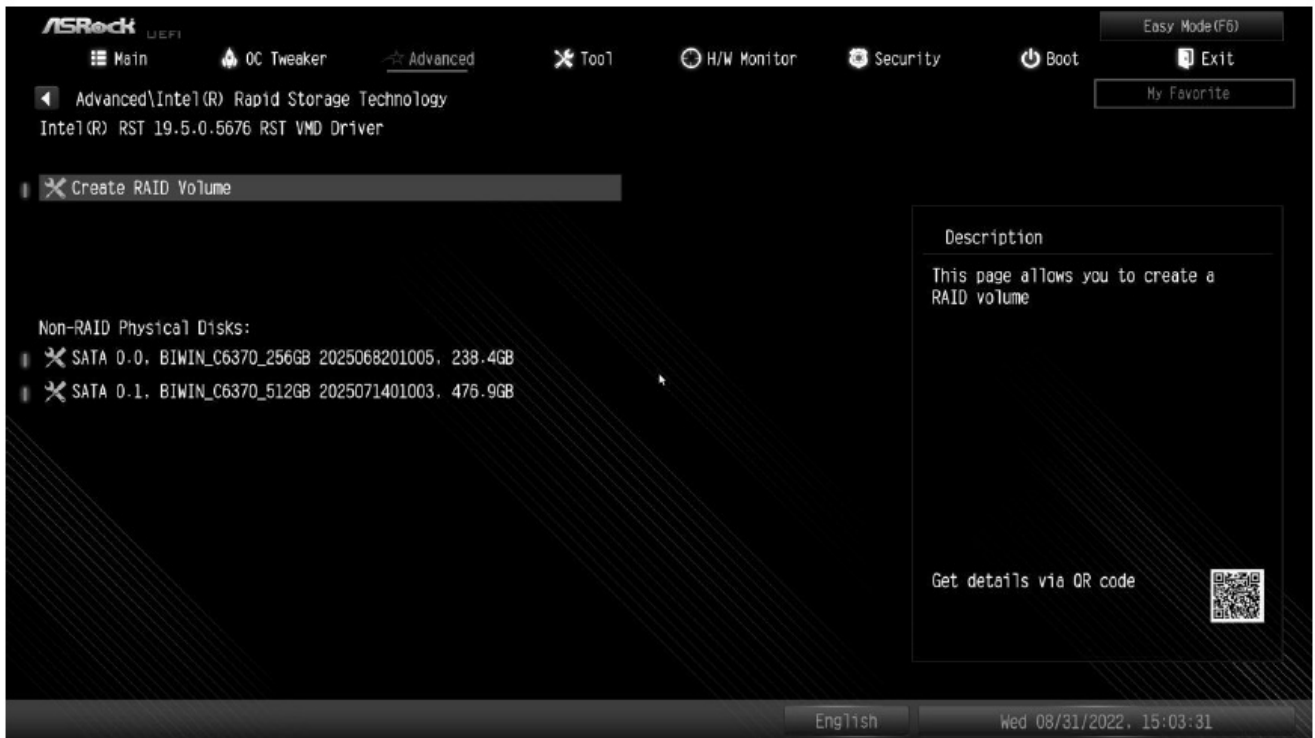 ASRock UEFI
Easy Mode(F6)
Main OC Tweaker Advanced Tool H/W Monitor Security Boot Exit
My Favorite
Advanced\Intel(R) Rapid Storage Technology
Intel(R) RST 19.5.0.5676 RST VMD Driver
Create RAID Volume
Non-RAID Physical Disks:
SATA 0.0, BIWIN_C6370_256GB 2025068201005, 238.4GB
SATA 0.1, BIWIN_C6370_512GB 2025071401003, 476.9GB
Description
This page allows you to create a
RAID volume
Get details via QR code
English
Wed 08/31/2022, 15:03:31